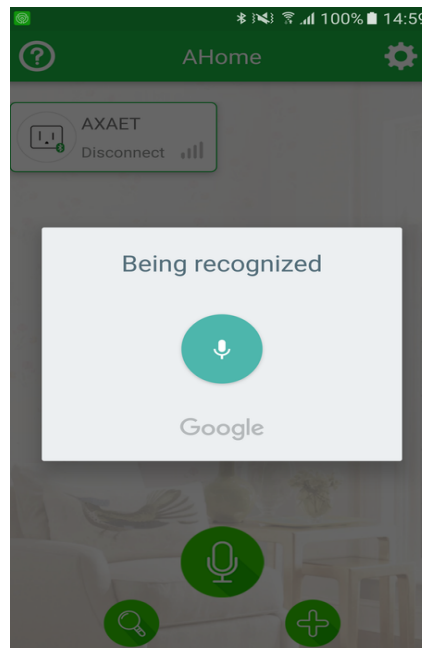 100% 14:59
AHome
AXAET
Disconnect
Being recognized
Google